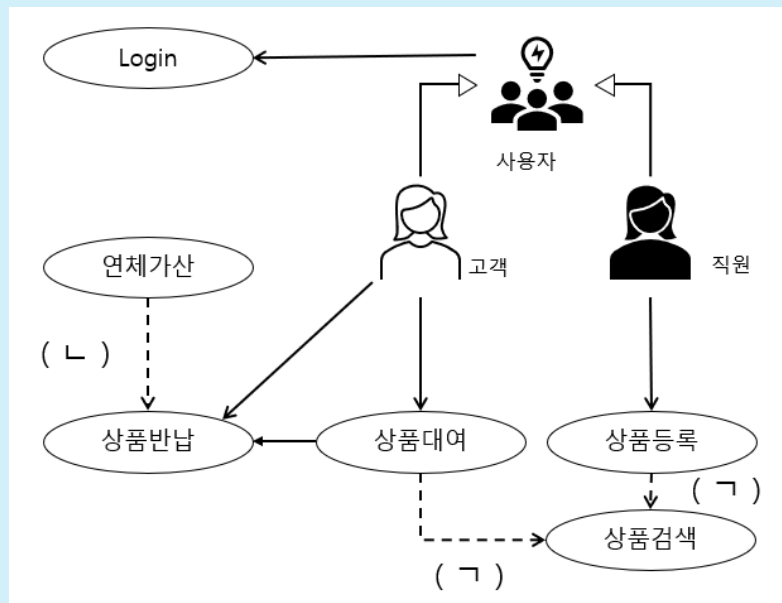 Login
사용자
고객
직원
연체가산
( ㄴ )
상품반납
상품대여
상품등록
( ㄱ )
상품검색
( ㄱ )